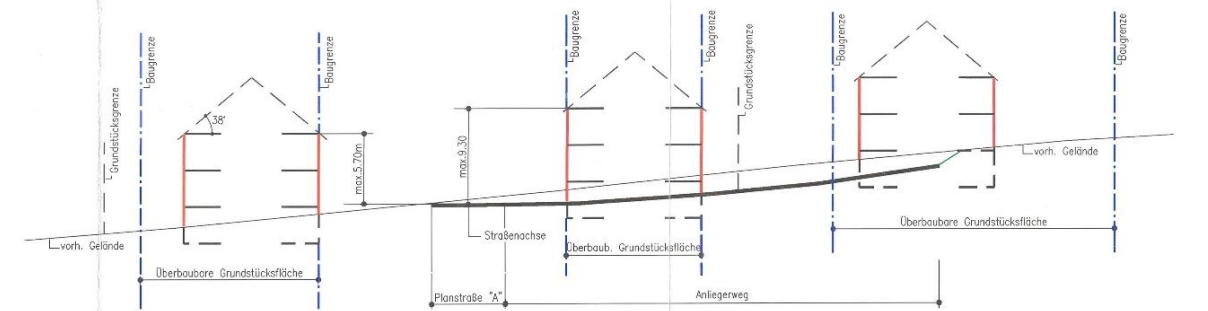 Baugrenze
Grundstücksgrenze
Baugrenze
38°
max.5.70m
vorh. Gelände
Überbaubare Grundstücksfläche
max.9.30
Baugrenze
Baugrenze
Grundstücksgrenze
Straßenachse
Überbaub. Grundstücksfläche
Planstraße "A"
Anliegerweg
Baugrenze
Baugrenze
vorh. Gelände
Überbaubare Grundstücksfläche